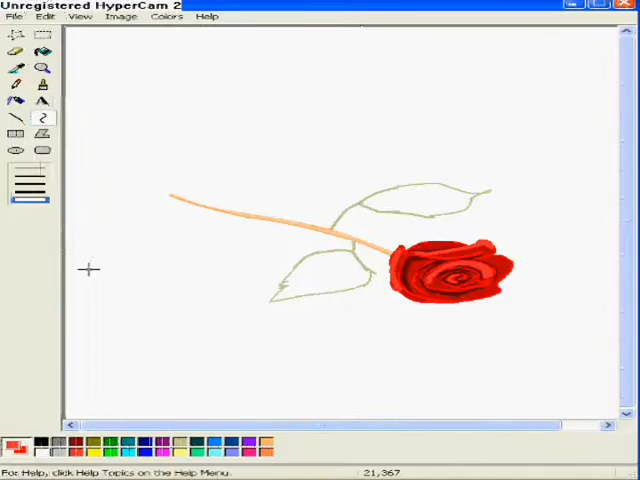 Unregistered HyperCam 2
File Edit View Image Colors Help
For Help, click Help Topics on the Help Menu.
21,367